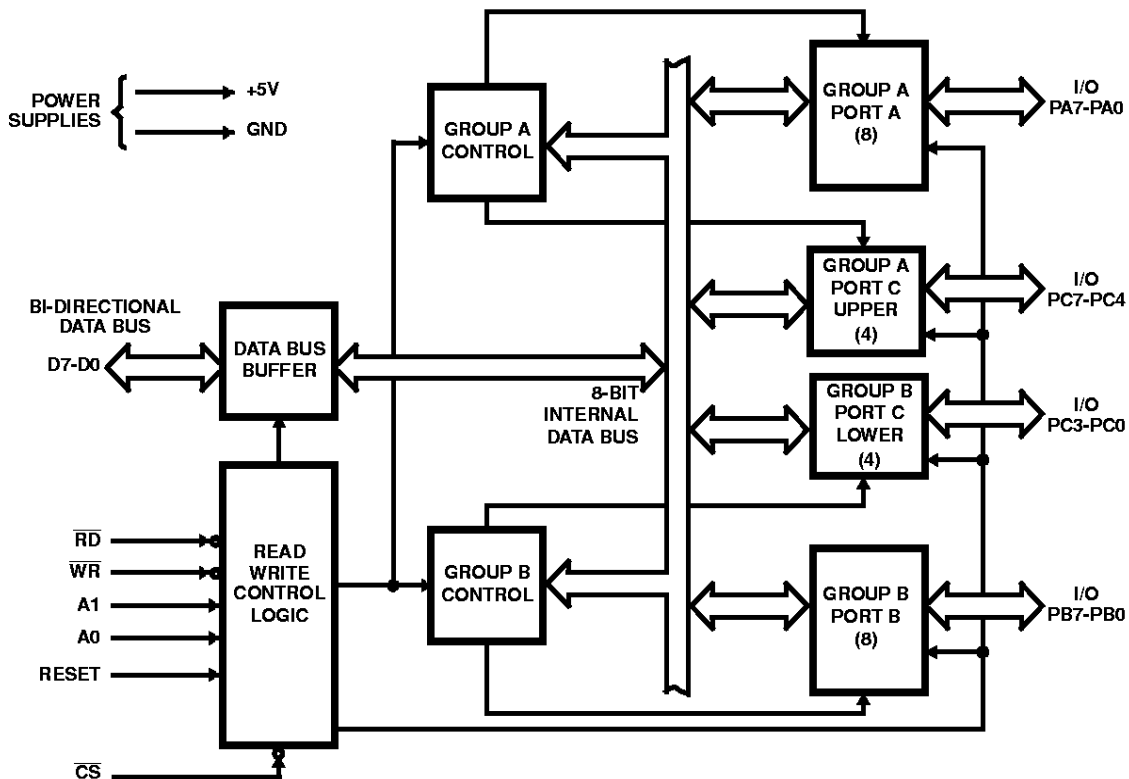 POWER
SUPPLIES
+5V
GND
GROUP A
CONTROL
GROUP A
PORT A
(8)
I/O
PA7-PA0
GROUP A
PORT C
UPPER
(4)
I/O
PC7-PC4
BI-DIRECTIONAL
DATA BUS
D7-D0
DATA BUS
BUFFER
8-BIT
INTERNAL
DATA BUS
GROUP B
PORT C
LOWER
(4)
I/O
PC3-PC0
RD
WR
A1
A0
RESET
CS
READ
WRITE
CONTROL
LOGIC
GROUP B
CONTROL
GROUP B
PORT B
(8)
I/O
PB7-PB0